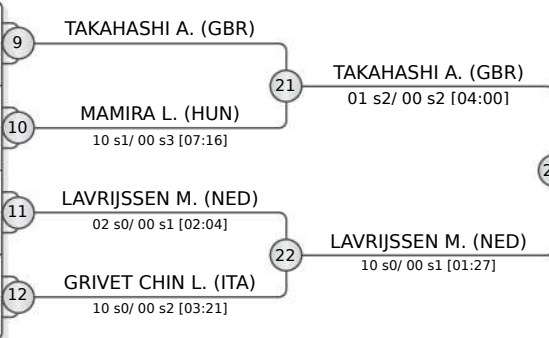 TAKAHASHI A. (GBR)
9
21
TAKAHASHI A. (GBR)
01 s2/ 00 s2 [04:00]
MAMIRA L. (HUN)
10
10 s1/ 00 s3 [07:16]
LAVRIJSSEN M. (NED)
11
02 s0/ 00 s1 [02:04]
22
LAVRIJSSEN M. (NED)
10 s0/ 00 s1 [01:27]
GRIVET CHIN L. (ITA)
12
10 s0/ 00 s2 [03:21]